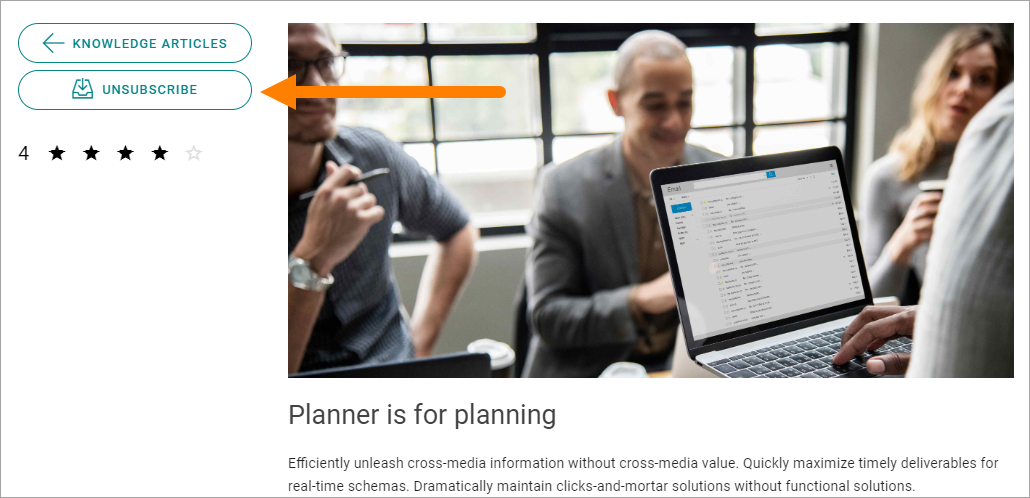 KNOWLEDGE ARTICLES
UNSUBSCRIBE
4
Email
Planner is for planning
Efficiently unleash cross-media information without cross-media value. Quickly maximize timely deliverables for
real-time schemas. Dramatically maintain clicks-and-mortar solutions without functional solutions.